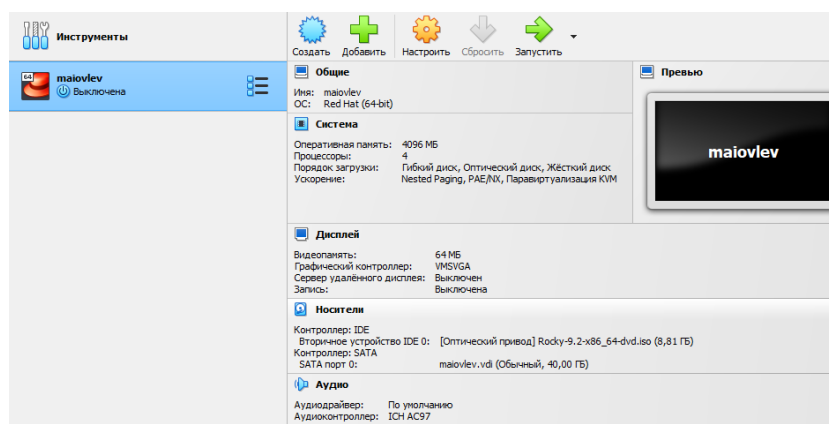 Инструменты
Создать Добавить Настроить Сбросить Запустить
64
maiovlev
Выключена
Общие
Имя: maiovlev
ОС: Red Hat (64-bit)
Превью
maiovlev
Система
Оперативная память: 4096 МБ
Процессоры: 4
Порядок загрузки: Гибкий диск, Оптический диск, Жёсткий диск
Ускорение: Nested Paging, PAE/NX, Паравиртуализация KVM
Дисплей
Видеопамять: 64 МБ
Графический контроллер: VMSVGA
Сервер удалённого дисплея: Выключен
Запись: Выключена
Носители
Контроллер: IDE
Вторичное устройство IDE 0: [Оптический привод] Rocky-9.2-x86_64-dvd.iso (8,81 ГБ)
Контроллер: SATA
SATA порт 0: maiovlev.vdi (Обычный, 40,00 ГБ)
Аудио
Аудиодрайвер: По умолчанию
Аудиоконтроллер: ICH AC97